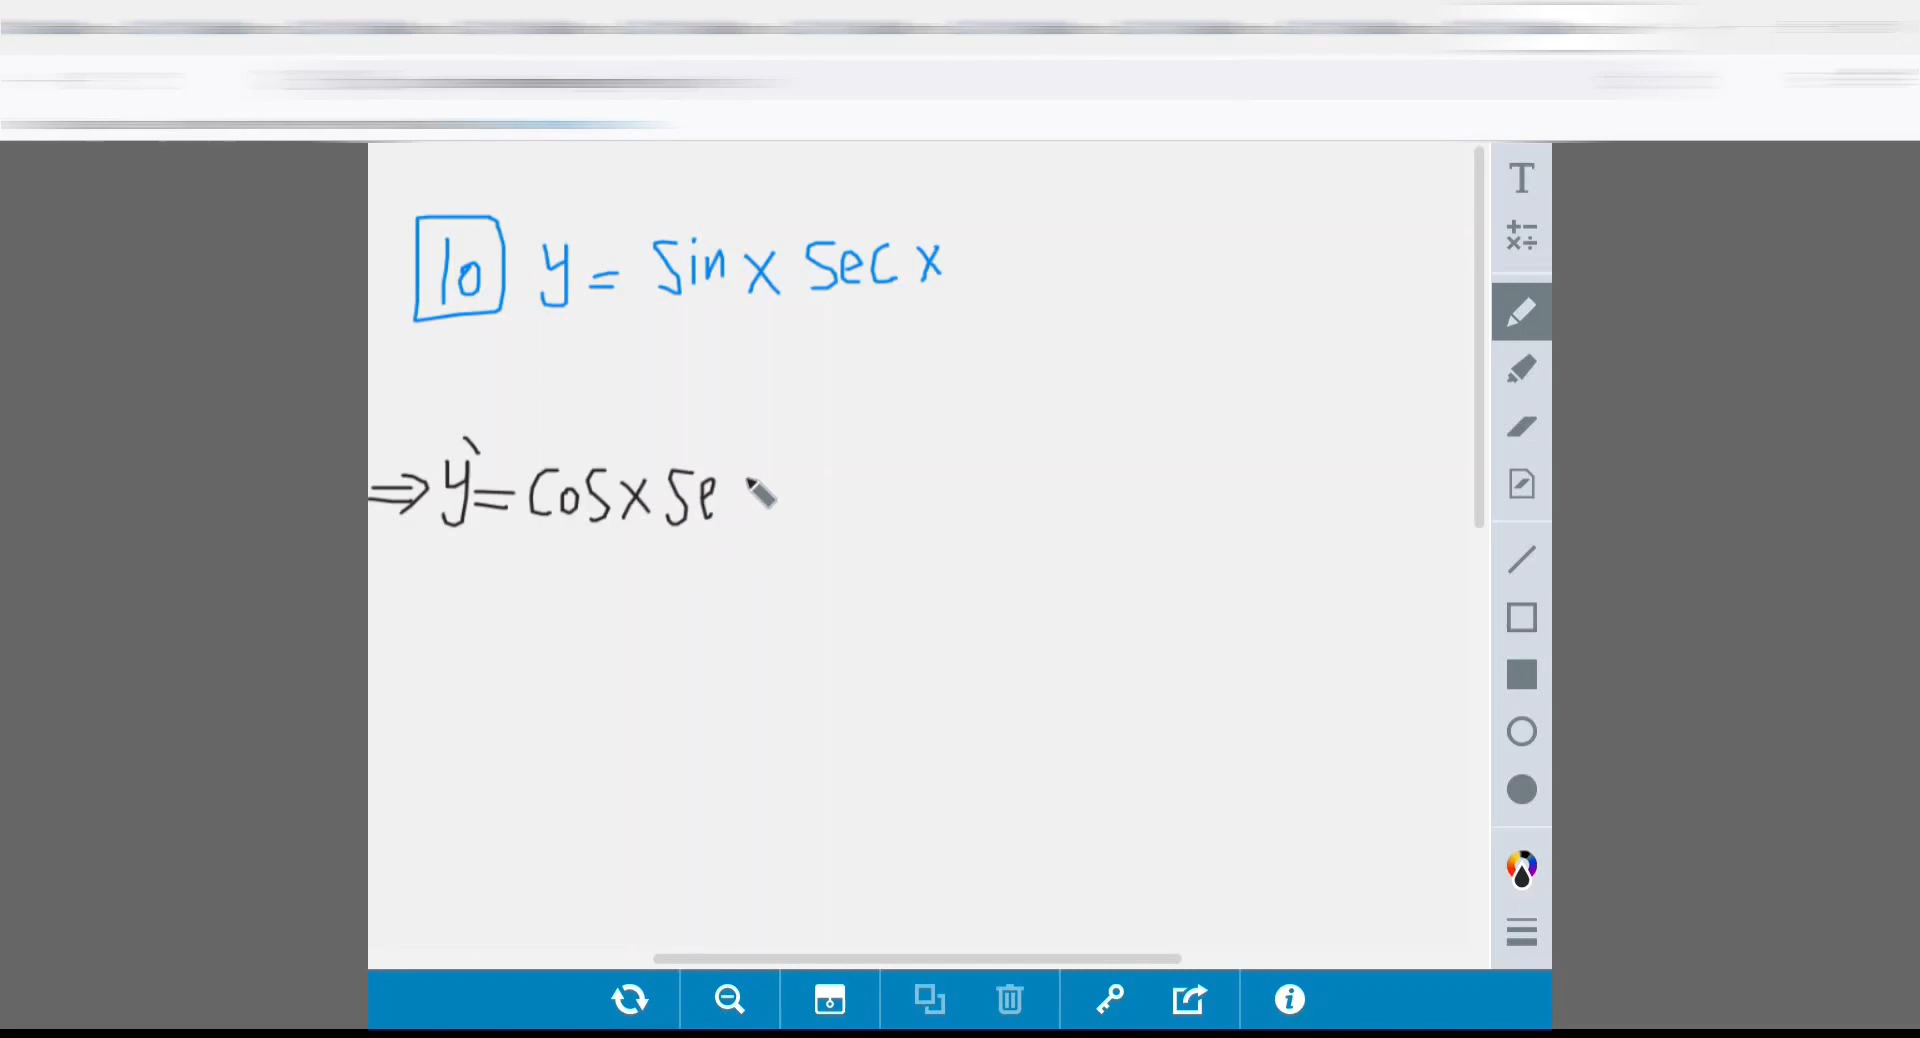 10 y = sin x sec x
⇒ y` = cos x se
T